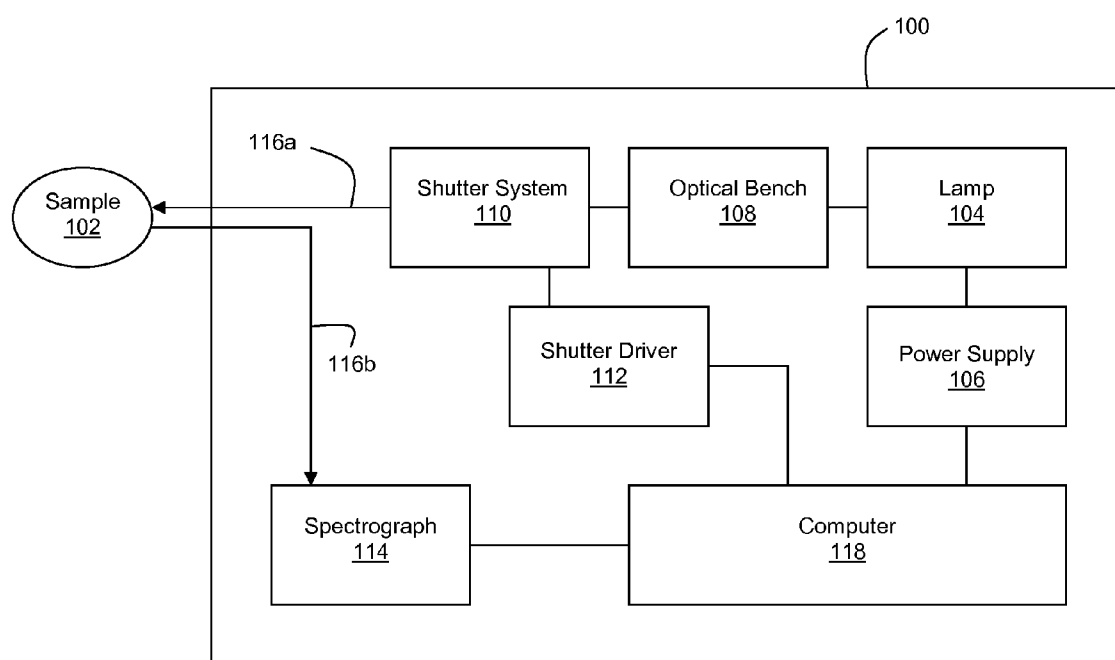 100
116a
Shutter System
110
Optical Bench
108
Lamp
104
Sample
102
Shutter Driver
112
Power Supply
106
116b
Spectrograph
114
Computer
118